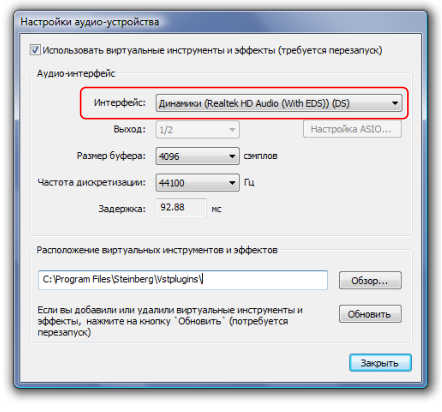 Настройки аудио-устройства
Использовать виртуальные инструменты и эффекты (требуется перезапуск)
Аудио-интерфейс
Интерфейс: Динамики (Realtek HD Audio (With EDS)) (DS)
Выход: 1/2 Настройка ASIO...
Размер буфера: 4096 сэмплов
Частота дискретизации: 44100 Гц
Задержка: 92.88 мс
Расположение виртуальных инструментов и эффектов
C:\Program Files\Steinberg\Vstplugins\
Обзор...
Если вы добавили или удалили виртуальные инструменты и
эффекты, нажмите на кнопку `Обновить` (потребуется
перезапуск)
Обновить
Закрыть